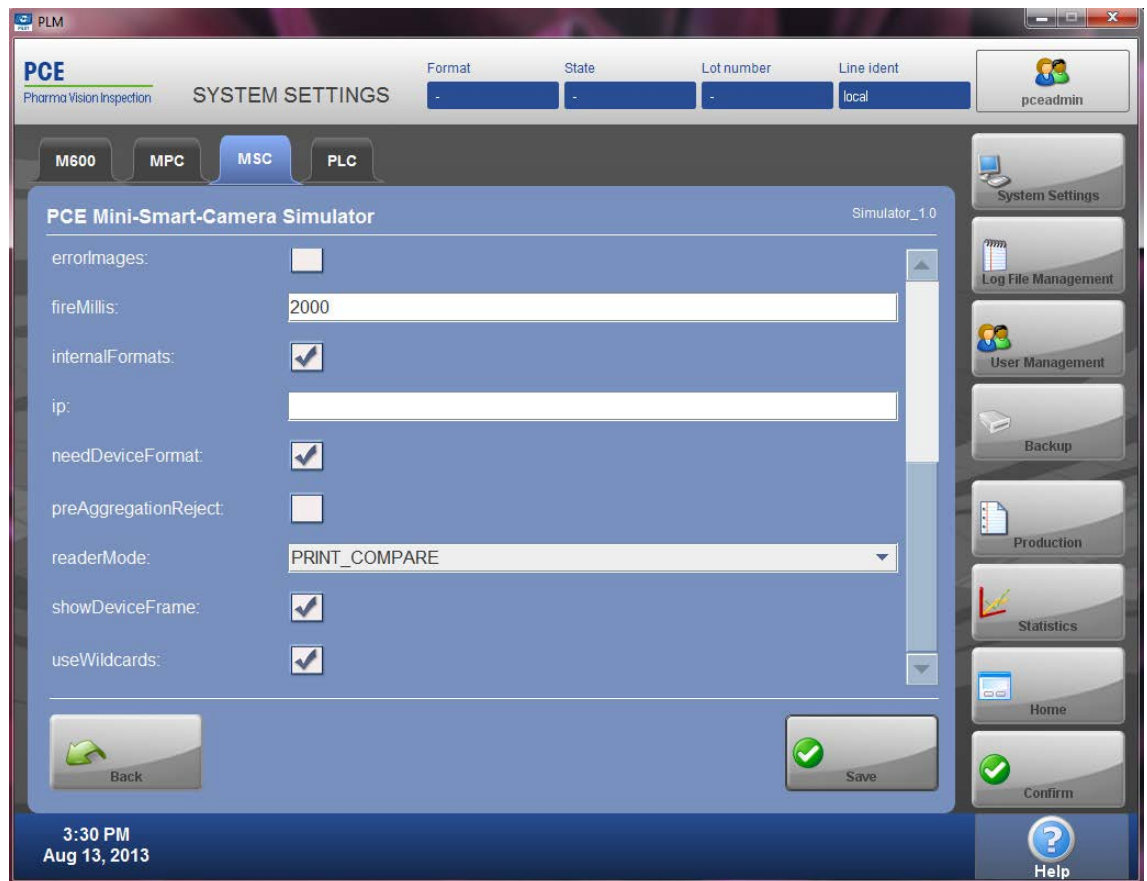 PLM
PCE
Pharma Vision Inspection
SYSTEM SETTINGS
Format
State
Lot number
Line ident
-
-
-
local
pceadmin
M600
MPC
MSC
PLC
PCE Mini-Smart-Camera Simulator
Simulator_1.0
errorImages:
fireMillis:
2000
internalFormats:
ip:
needDeviceFormat:
preAggregationReject:
readerMode:
PRINT_COMPARE
showDeviceFrame:
useWildcards:
Back
Save
System Settings
Log File Management
User Management
Backup
Production
Statistics
Home
Confirm
3:30 PM
Aug 13, 2013
Help